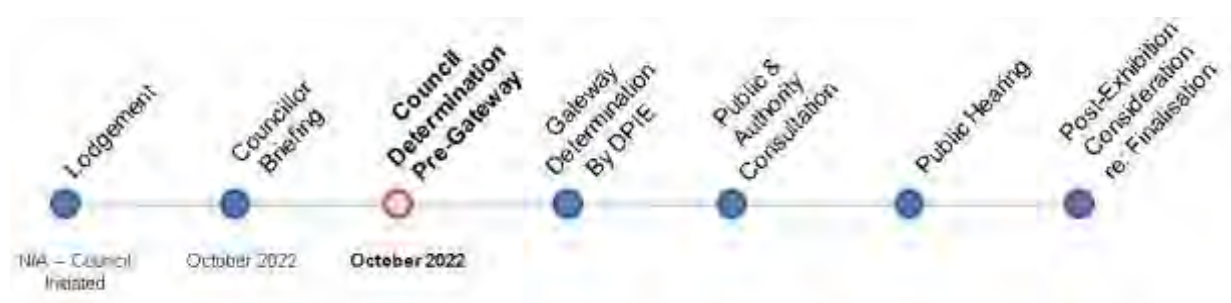 Lodgement
Councillor
Briefing
Council
Determination
Pre-Gateway
Gateway
Determination
By DPIE
Public &
Authority
Consultation
Public Hearing
Post-Exhibition
Consideration
re: Finalisation
N/A – Council
Initiated
October 2022
October 2022